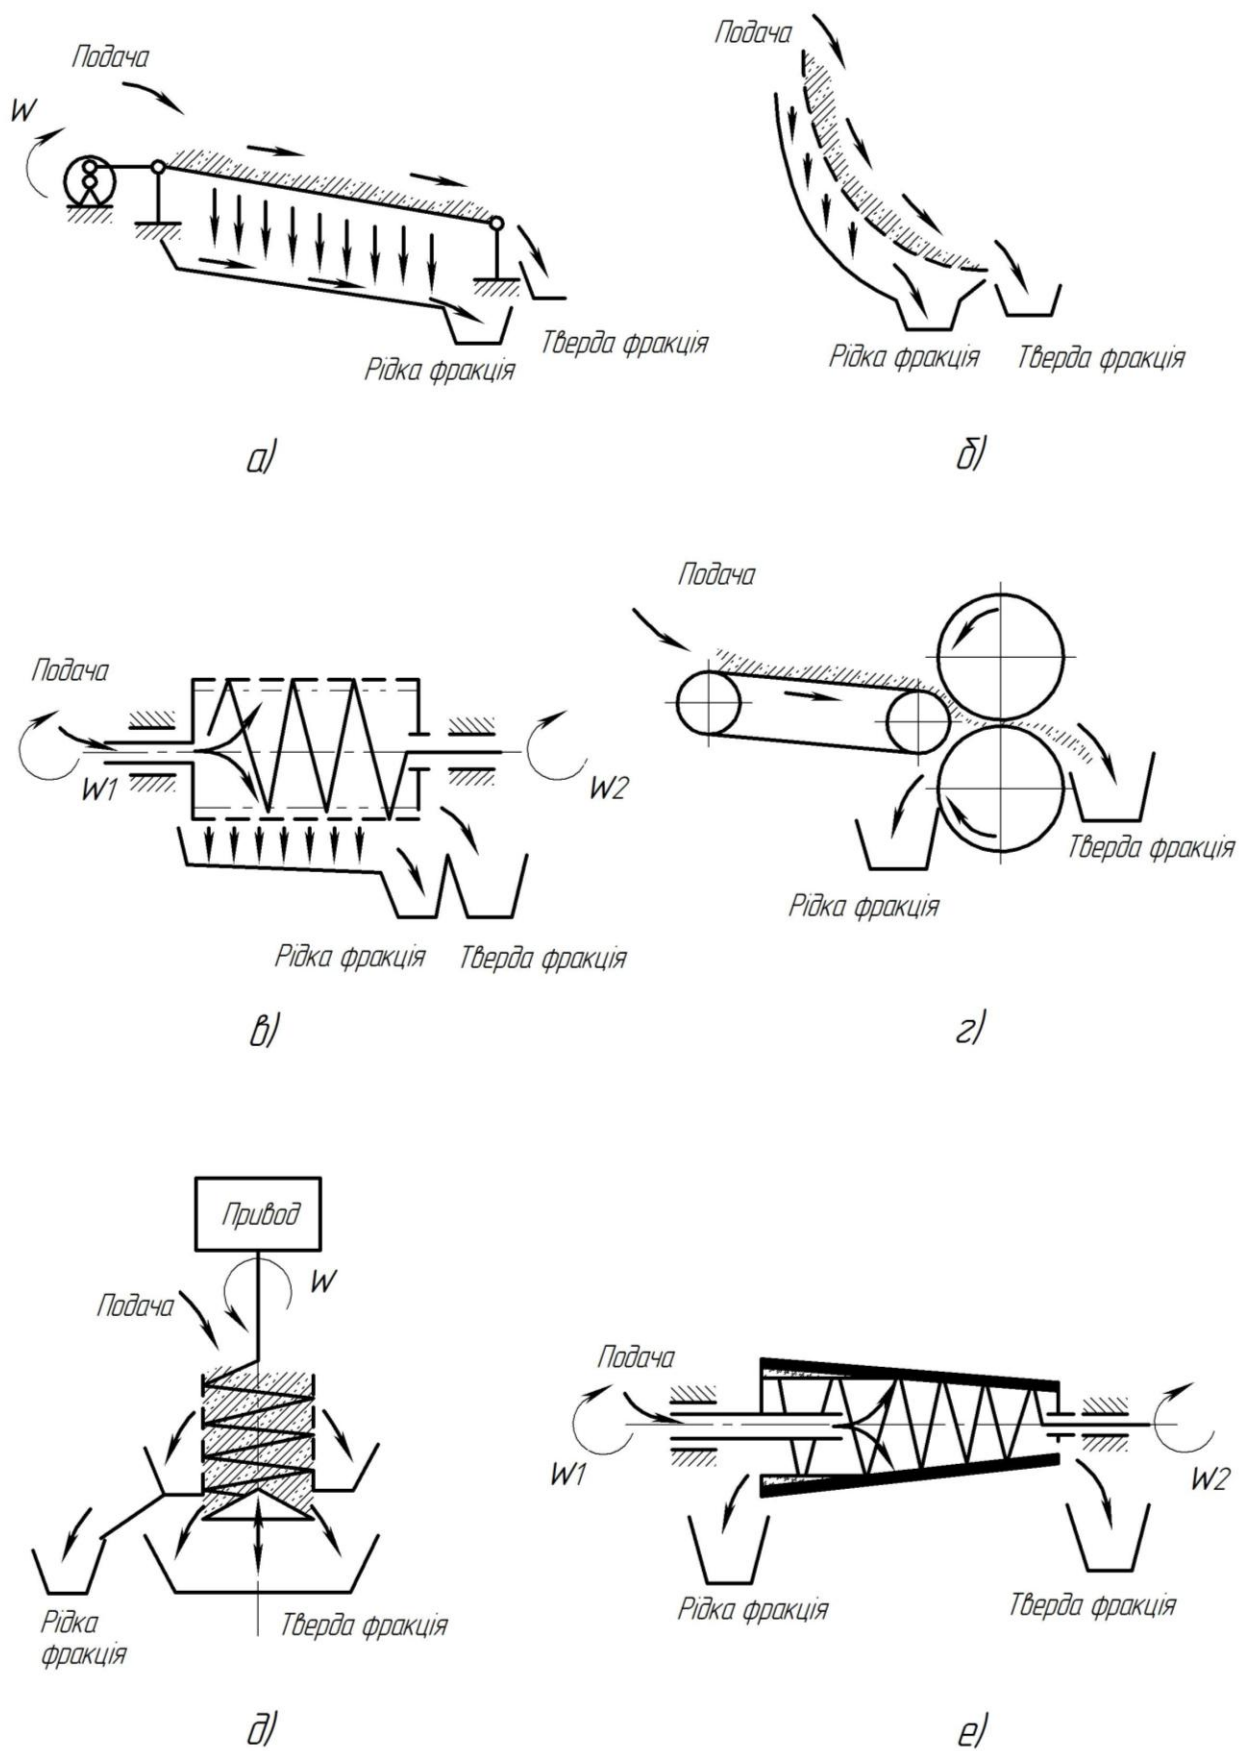 Подача
W
Рідка фракція
Тверда фракція
а)
Подача
Рідка фракція
Тверда фракція
б)
Подача
W1
W2
Рідка фракція
Тверда фракція
в)
Подача
Рідка фракція
Тверда фракція
г)
Привод
W
Подача
Рідка
фракція
Тверда фракція
д)
Подача
W1
W2
Рідка фракція
Тверда фракція
е)